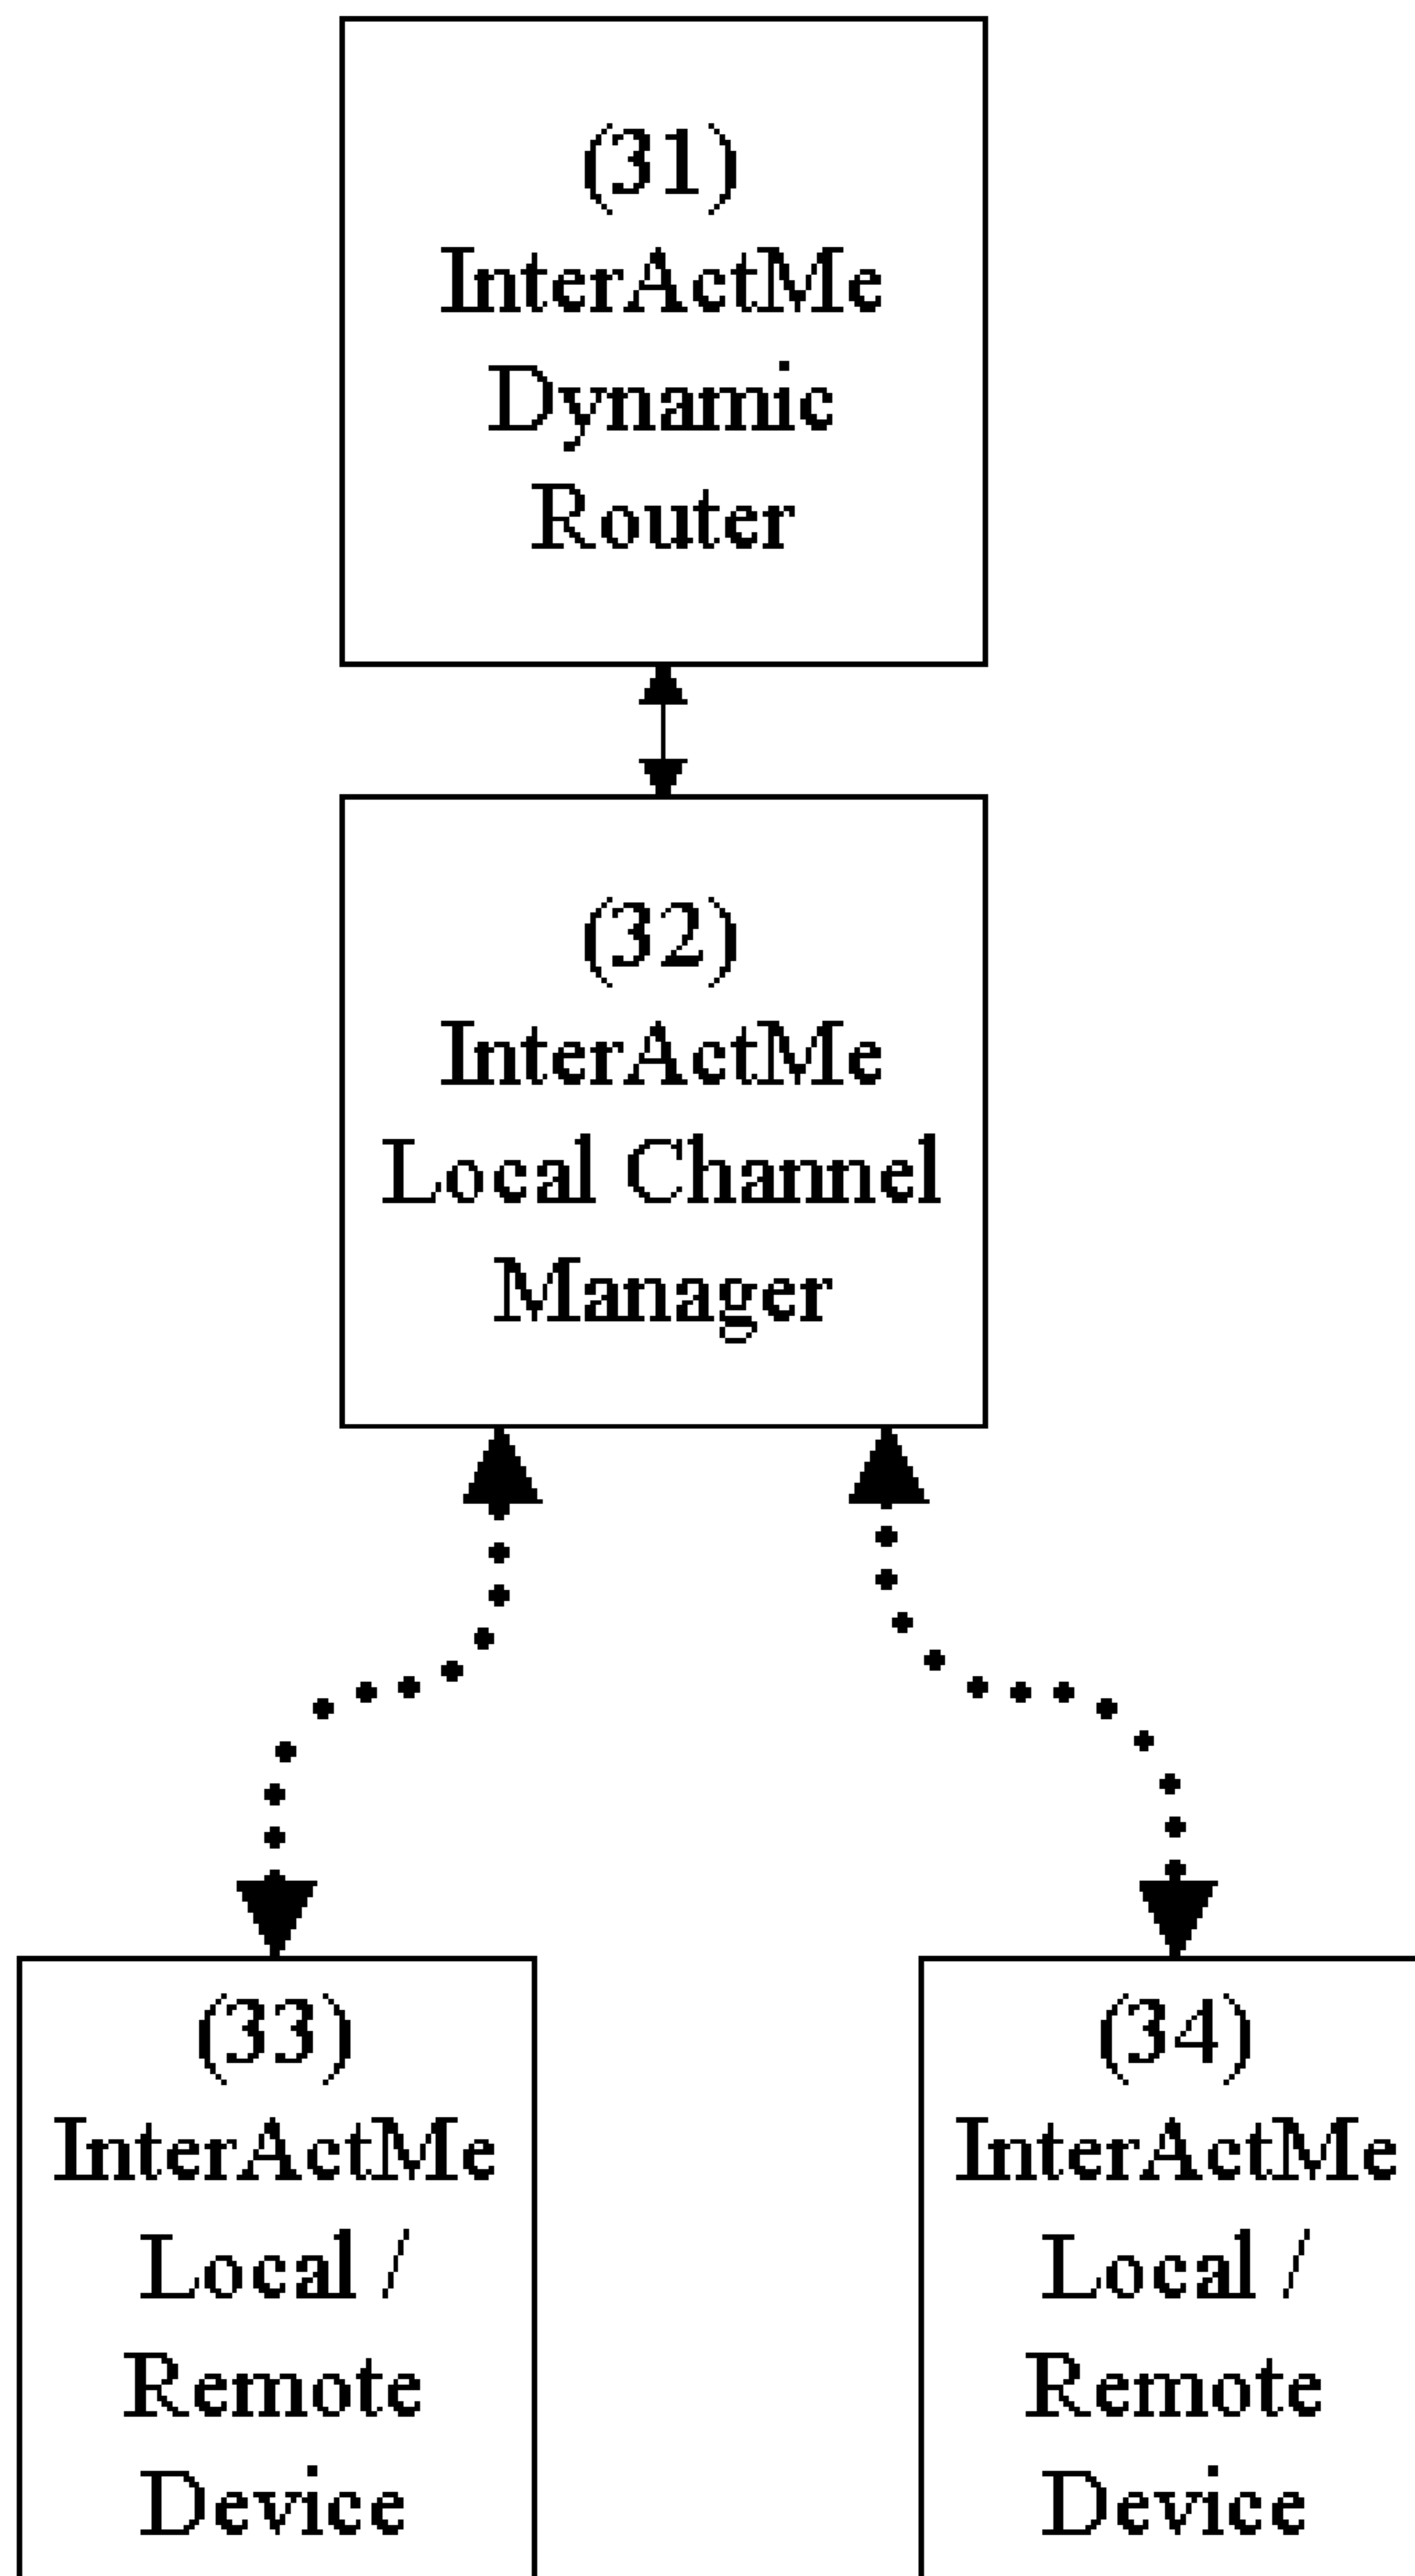 (31)
InterActMe
Dynamic
Router
(32)
InterActMe
Local Channel
Manager
(33)
InterActMe
Local /
Remote
Device
(34)
InterActMe
Local /
Remote
Device